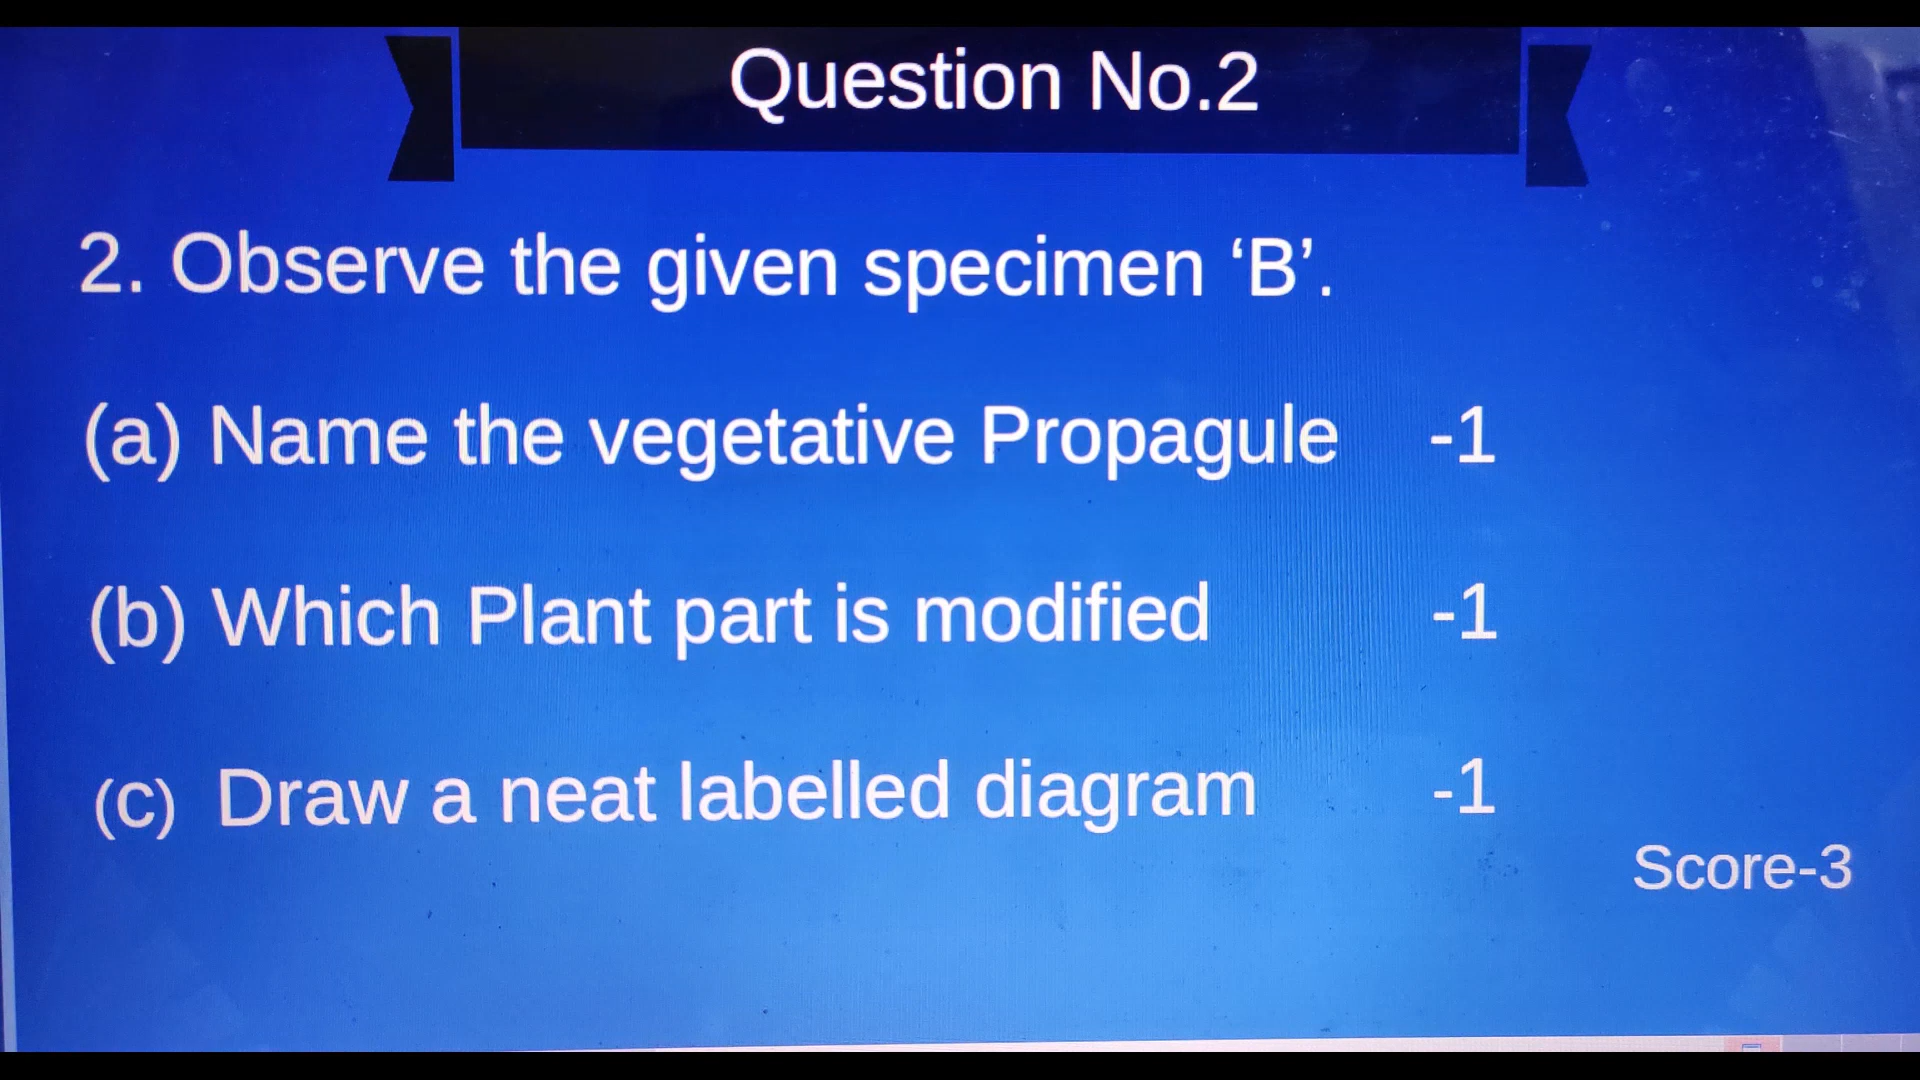 Question No.2
2. Observe the given specimen ‘B’.
(a) Name the vegetative Propagule -1
(b) Which Plant part is modified -1
(c) Draw a neat labelled diagram -1
Score-3